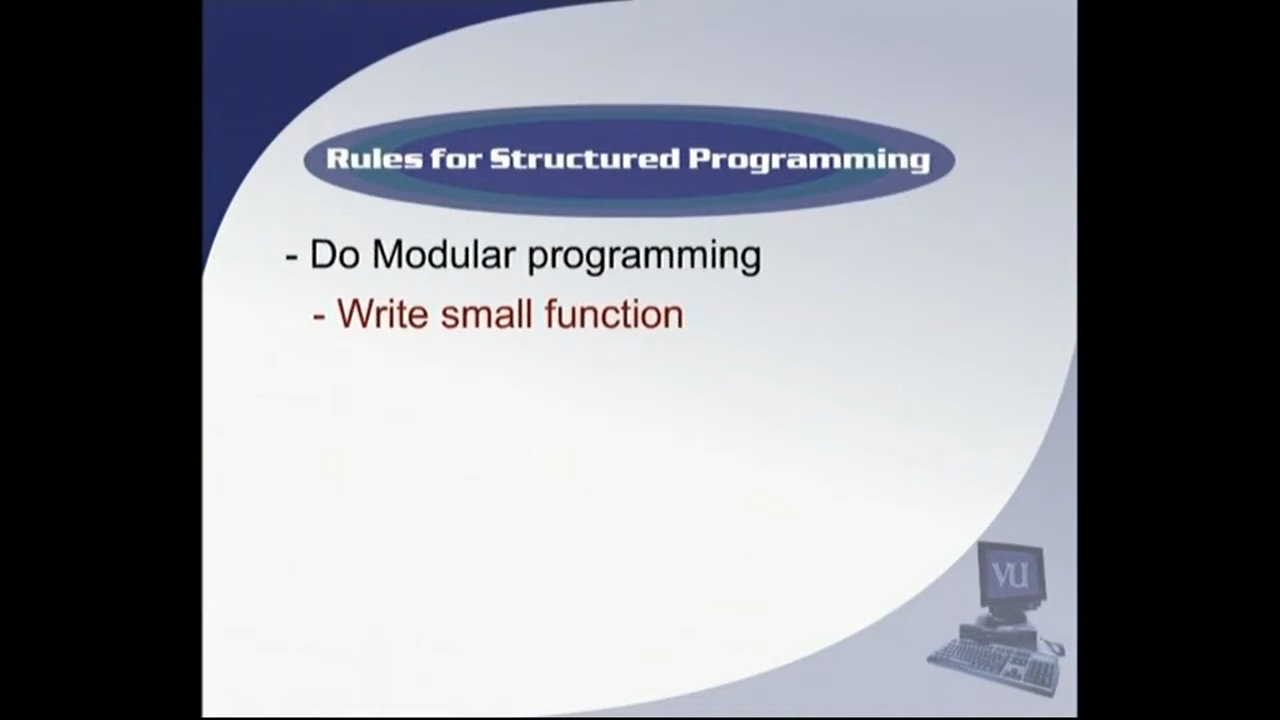 Rules for Structured Programming
- Do Modular programming
- Write small function
VU